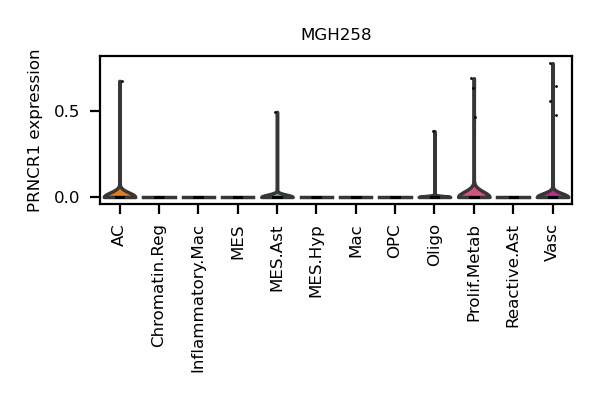 MGH258
PRNCR1 expression
0.5
0.0
AC
Chromatin.Reg
Inflammatory.Mac
MES
MES.Ast
MES.Hyp
Mac
OPC
Oligo
Prolif.Metab
Reactive.Ast
Vasc